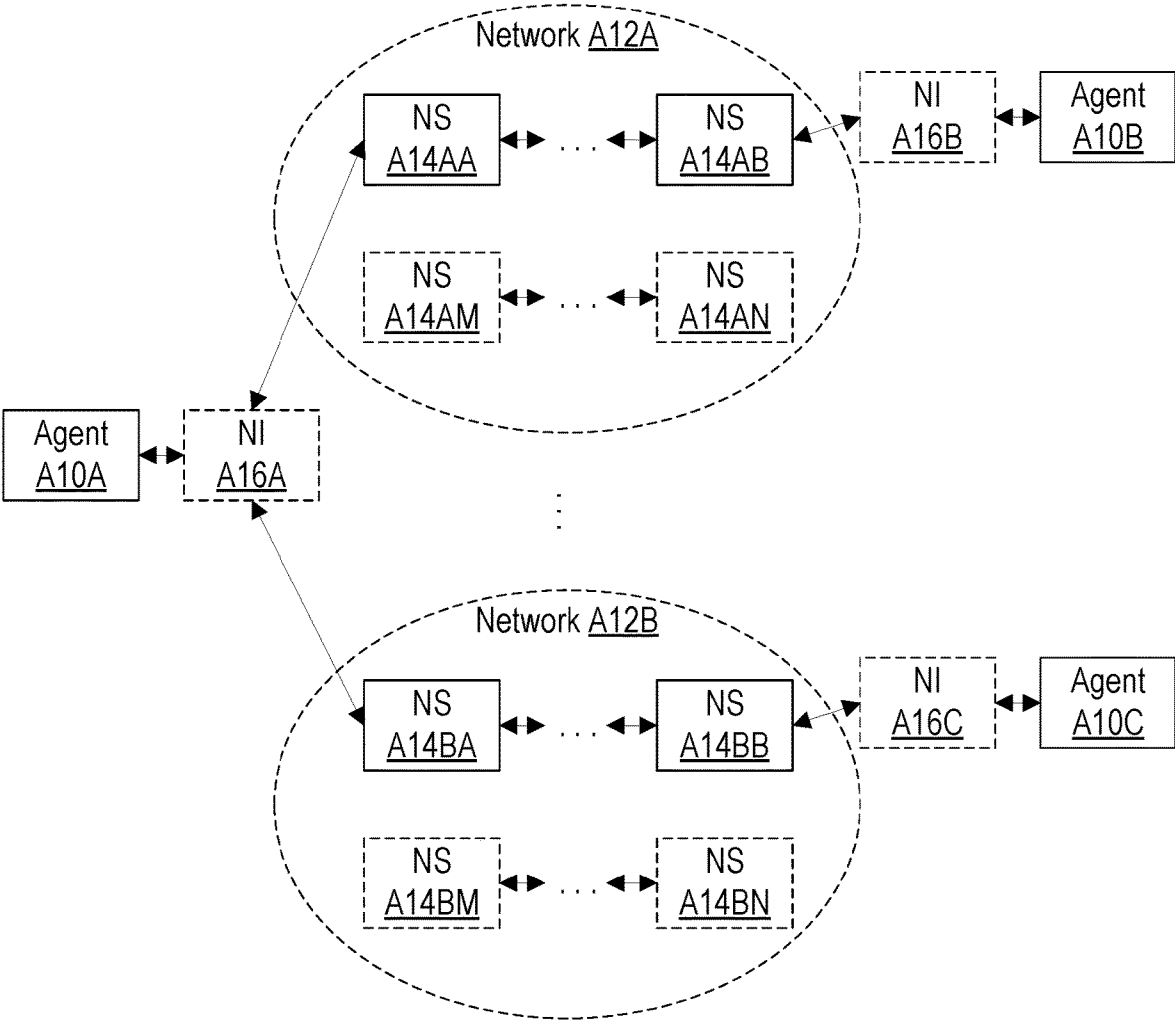 Network A12A
NS
A14AA
. . .
NS
A14AB
NI
A16B
Agent
A10B
NS
A14AM
. . .
NS
A14AN
Agent
A10A
NI
A16A
Network A12B
NS
A14BA
. . .
NS
A14BB
NI
A16C
Agent
A10C
NS
A14BM
. . .
NS
A14BN